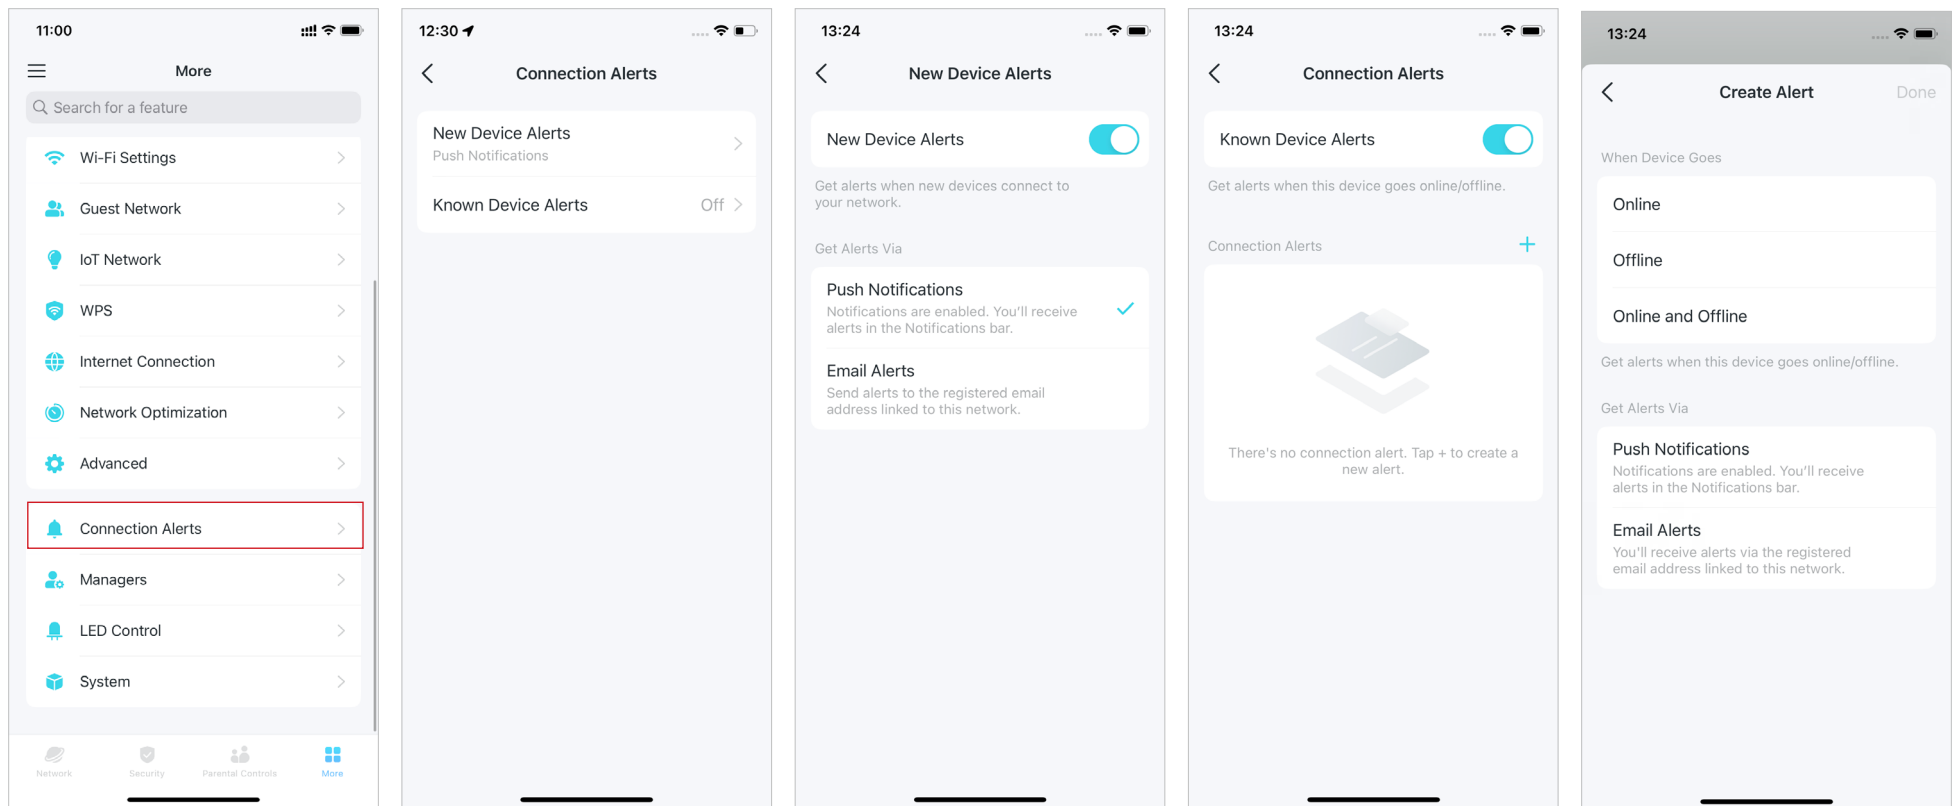 11:00
More
Search for a feature
Wi-Fi Settings
Guest Network
IoT Network
WPS
Internet Connection
Network Optimization
Advanced
Connection Alerts
Managers
LED Control
System
Network
Security
Parental Controls
More
12:30
Connection Alerts
New Device Alerts
Push Notifications
Known Device Alerts
Off
13:24
New Device Alerts
New Device Alerts
Get alerts when new devices connect to
your network.
Get Alerts Via
Push Notifications
Notifications are enabled. You'll receive
alerts in the Notifications bar.
Email Alerts
Send alerts to the registered email
address linked to this network.
13:24
Connection Alerts
Known Device Alerts
Get alerts when this device goes online/offline.
Connection Alerts
+
There's no connection alert. Tap + to create a
new alert.
13:24
Create Alert
Done
When Device Goes
Online
Offline
Online and Offline
Get alerts when this device goes online/offline.
Get Alerts Via
Push Notifications
Notifications are enabled. You'll receive
alerts in the Notifications bar.
Email Alerts
You'll receive alerts via the registered
email address linked to this network.